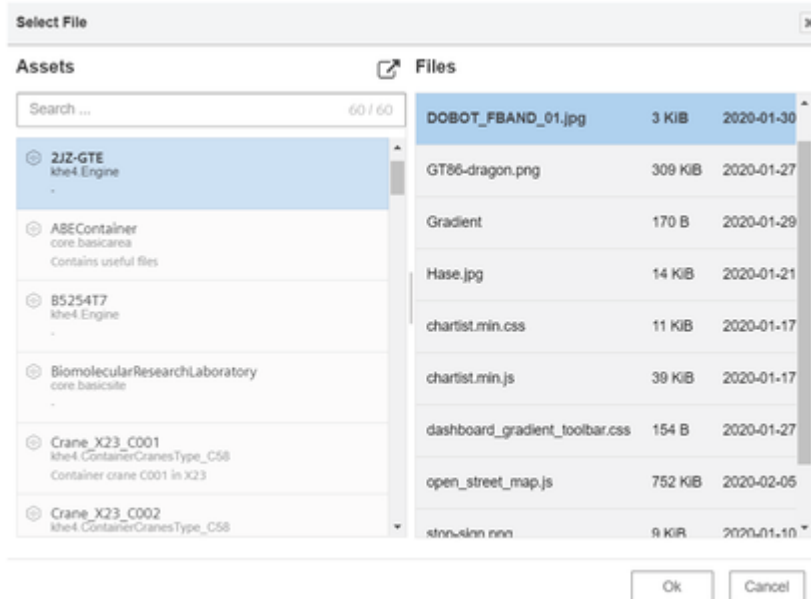 Select File
Assets
Search ... 60 / 60
2JZ-GTE
khe4.Engine
-
ABEContainer
core.basicarea
Contains useful files
B5254T7
khe4.Engine
-
BiomolecularResearchLaboratory
core.basicsite
-
Crane_X23_C001
khe4.ContainerCranesType_C58
Container crane C001 in X23
Crane_X23_C002
khe4.ContainerCranesType_C58
Files
DOBOT_FBAND_01.jpg 3 KiB 2020-01-30
GT86-dragon.png 309 KiB 2020-01-27
Gradient 170 B 2020-01-29
Hase.jpg 14 KiB 2020-01-21
chartist.min.css 11 KiB 2020-01-17
chartist.min.js 39 KiB 2020-01-17
dashboard_gradient_toolbar.css 154 B 2020-01-27
open_street_map.js 752 KiB 2020-02-05
stop-sign.png 9 KiB 2020-01-10
Ok Cancel